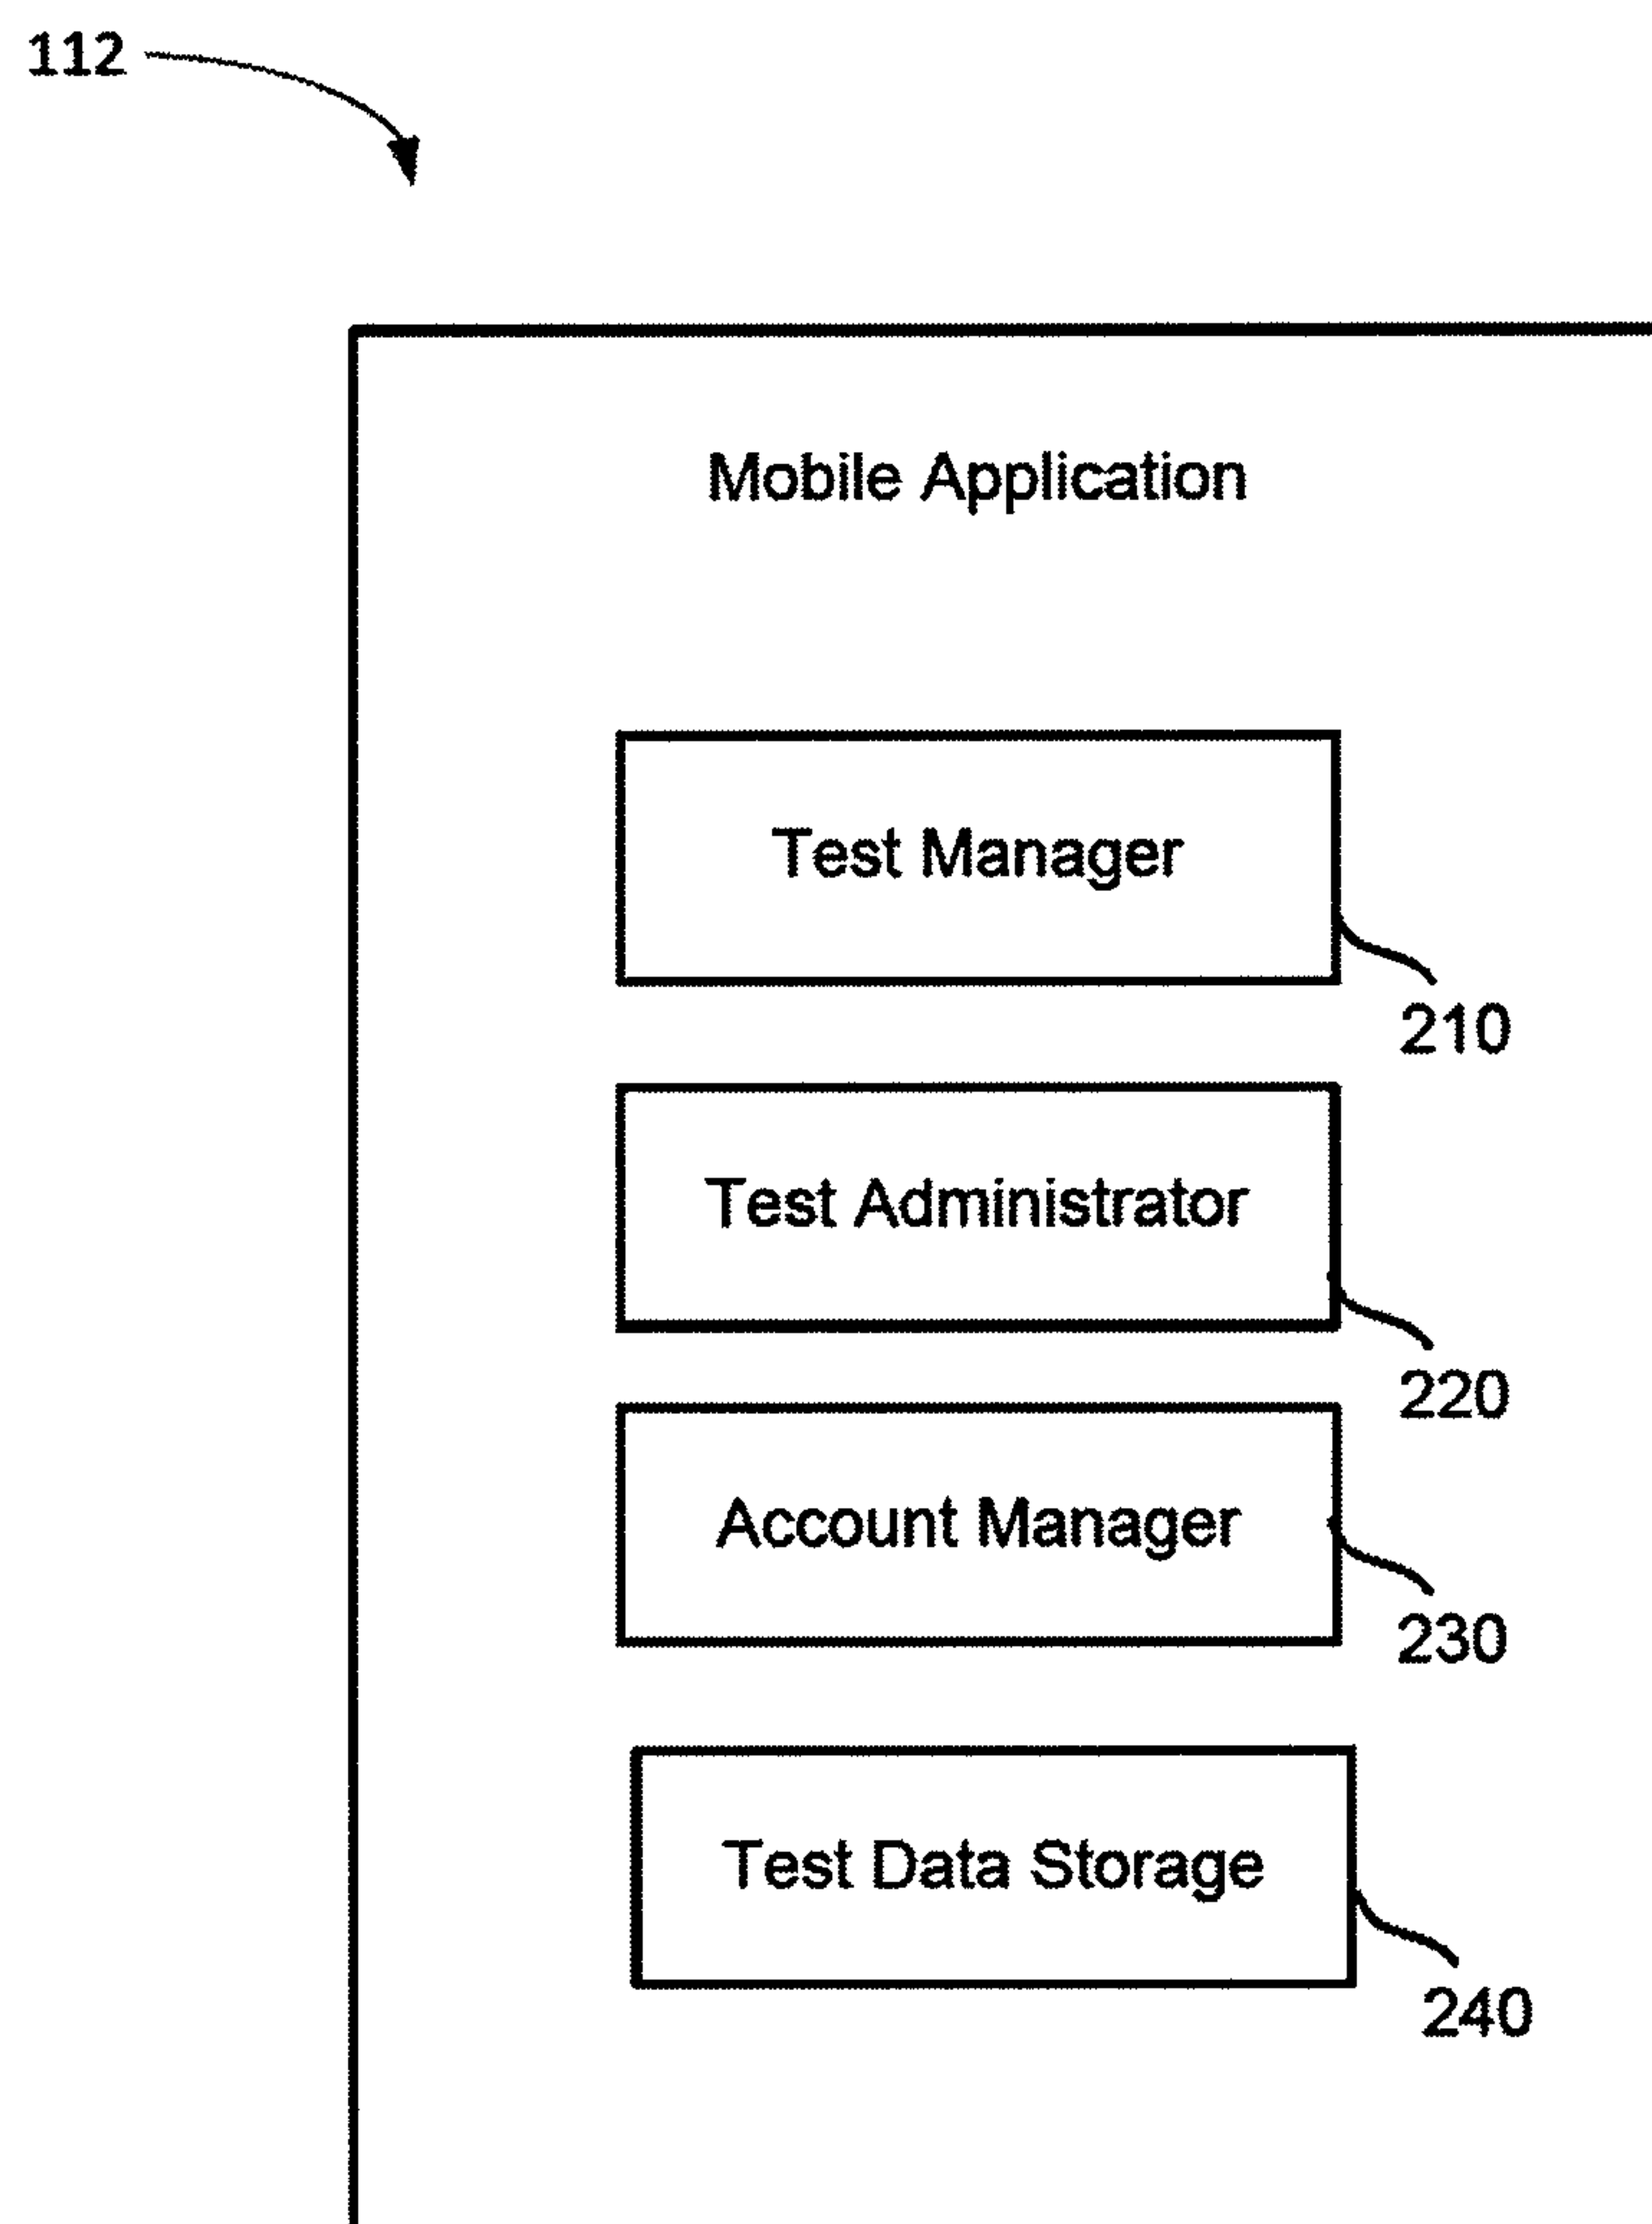 112
Mobile Application
Test Manager
210
Test Administrator
220
Account Manager
230
Test Data Storage
240